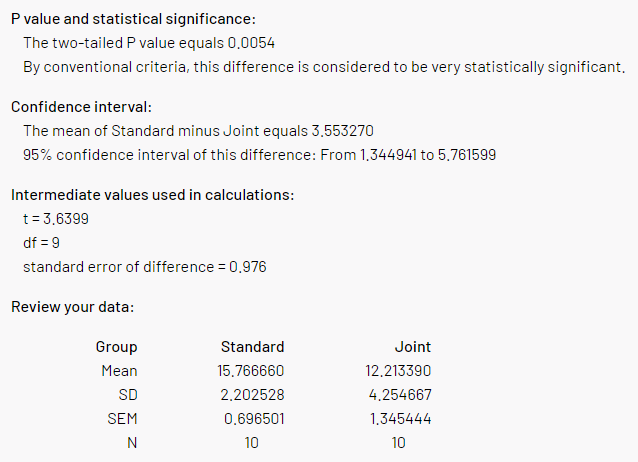 P value and statistical significance:
The two-tailed P value equals 0.0054
By conventional criteria, this difference is considered to be very statistically significant.
Confidence interval:
The mean of Standard minus Joint equals 3.553270
95% confidence interval of this difference: From 1.344941 to 5.761599
Intermediate values used in calculations:
t = 3.6399
df = 9
standard error of difference = 0.976
Review your data:
Group Standard Joint
Mean 15.766660 12.213390
SD 2.202528 4.254667
SEM 0.696501 1.345444
N 10 10